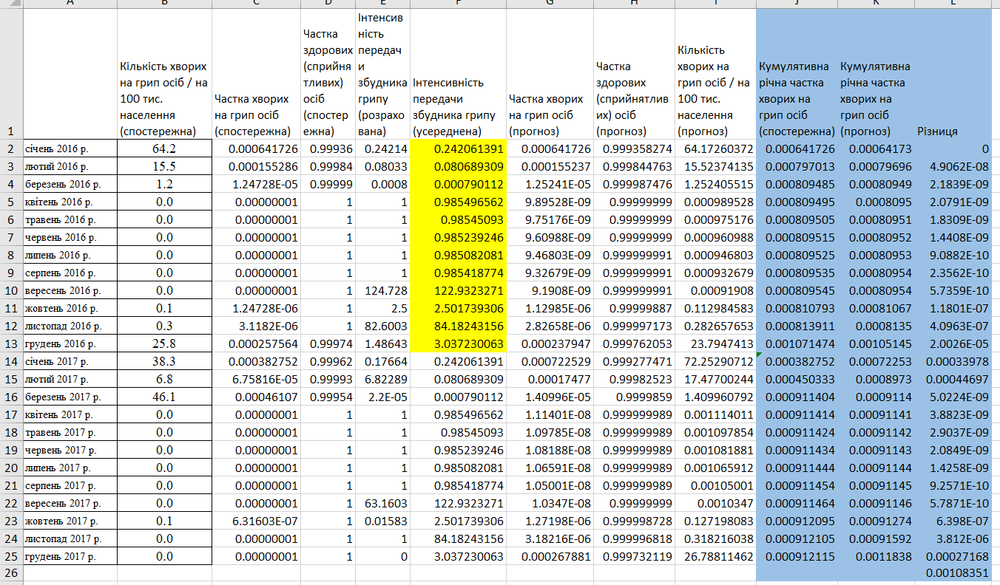 A B C D E F G H I J K L
1 Кількість хворих на грип осіб / на 100 тис. населення (спостережна) Частка хворих на грип осіб (спостережна) Частка здорових (сприйнятливих) осіб (спостережна) Інтенсивність передачи збудника грипу (розрахована) Інтенсивність передачи збудника грипу (усереднена) Частка хворих на грип осіб (прогноз) Частка здорових (сприйнятливих) осіб (прогноз) Кількість хворих на грип осіб / на 100 тис. населення (прогноз) Кумулятивна річна частка хворих на грип осіб (спостережна) Кумулятивна річна частка хворих на грип осіб (прогноз) Різниця
2 січень 2016 р. 64.2 0.000641726 0.99936 0.24214 0.242061391 0.000641726 0.999358274 64.17260372 0.000641726 0.00064173 0
3 лютий 2016 р. 15.5 0.000155286 0.99984 0.08033 0.080689309 0.000155237 0.999844763 15.52374135 0.000797013 0.00079696 4.9062E-08
4 березень 2016 р. 1.2 1.24728E-05 0.99999 0.0008 0.000790112 1.25241E-05 0.999987476 1.252405515 0.000809485 0.00080949 2.1839E-09
5 квітень 2016 р. 0.0 0.00000001 1 1 0.985496562 9.89528E-09 0.99999999 0.000989528 0.000809495 0.0008095 2.0791E-09
6 травень 2016 р. 0.0 0.00000001 1 1 0.98545093 9.75176E-09 0.99999999 0.000975176 0.000809505 0.00080951 1.8309E-09
7 червень 2016 р. 0.0 0.00000001 1 1 0.985239246 9.60988E-09 0.99999999 0.000960988 0.000809515 0.00080952 1.4408E-09
8 липень 2016 р. 0.0 0.00000001 1 1 0.985082081 9.46803E-09 0.999999991 0.000946803 0.000809525 0.00080953 9.0882E-10
9 серпень 2016 р. 0.0 0.00000001 1 1 0.985418774 9.32679E-09 0.999999991 0.000932679 0.000809535 0.00080954 2.3562E-10
10 вересень 2016 р. 0.0 0.00000001 1 124.728 122.9323271 9.1908E-09 0.999999991 0.00091908 0.000809545 0.00080954 5.7359E-10
11 жовтень 2016 р. 0.1 1.24728E-06 1 2.5 2.501739306 1.12985E-06 0.99999887 0.112984583 0.000810793 0.00081067 1.1801E-07
12 листопад 2016 р. 0.3 3.1182E-06 1 82.6003 84.18243156 2.82658E-06 0.999997173 0.282657653 0.000813911 0.0008135 4.0963E-07
13 грудень 2016 р. 25.8 0.000257564 0.99974 1.48643 3.037230063 0.000237947 0.999762053 23.7947413 0.001071474 0.00105145 2.0026E-05
14 січень 2017 р. 38.3 0.000382752 0.99962 0.17664 0.242061391 0.000722529 0.999277471 72.25290712 0.000382752 0.00072253 0.00033978
15 лютий 2017 р. 6.8 6.75816E-05 0.99993 6.82289 0.080689309 0.00017477 0.99982523 17.47700244 0.000450333 0.0008973 0.00044697
16 березень 2017 р. 46.1 0.00046107 0.99954 2.2E-05 0.000790112 1.40996E-05 0.9999859 1.409960792 0.000911404 0.0009114 5.0224E-09
17 квітень 2017 р. 0.0 0.00000001 1 1 0.985496562 1.11401E-08 0.999999989 0.001114011 0.000911414 0.00091141 3.8823E-09
18 травень 2017 р. 0.0 0.00000001 1 1 0.98545093 1.09785E-08 0.999999989 0.001097854 0.000911424 0.00091142 2.9037E-09
19 червень 2017 р. 0.0 0.00000001 1 1 0.985239246 1.08188E-08 0.999999989 0.001081881 0.000911434 0.00091143 2.0849E-09
20 липень 2017 р. 0.0 0.00000001 1 1 0.985082081 1.06591E-08 0.999999989 0.001065912 0.000911444 0.00091144 1.4258E-09
21 серпень 2017 р. 0.0 0.00000001 1 1 0.985418774 1.05001E-08 0.999999989 0.00105001 0.000911454 0.00091145 9.2571E-10
22 вересень 2017 р. 0.0 0.00000001 1 63.1603 122.9323271 1.0347E-08 0.99999999 0.0010347 0.000911464 0.00091146 5.7871E-10
23 жовтень 2017 р. 0.1 6.31603E-07 1 0.01583 2.501739306 1.27198E-06 0.999998728 0.127198083 0.000912095 0.00091274 6.398E-07
24 листопад 2017 р. 0.0 0.00000001 1 1 84.18243156 3.18216E-06 0.999996818 0.318216038 0.000912105 0.00091592 3.812E-06
25 грудень 2017 р. 0.0 0.00000001 1 0 3.037230063 0.000267881 0.999732119 26.78811462 0.000912115 0.0011838 0.00027168
26 0.00108351